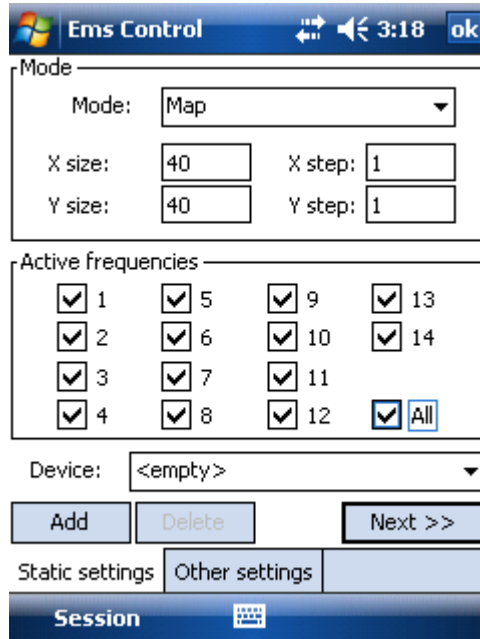 Ems Control 3:18 ok
Mode
Mode: Map
X size: 40 X step: 1
Y size: 40 Y step: 1
Active frequencies
1 5 9 13
2 6 10 14
3 7 11
4 8 12 All
Device: <empty>
Add Delete Next >>
Static settings Other settings
Session